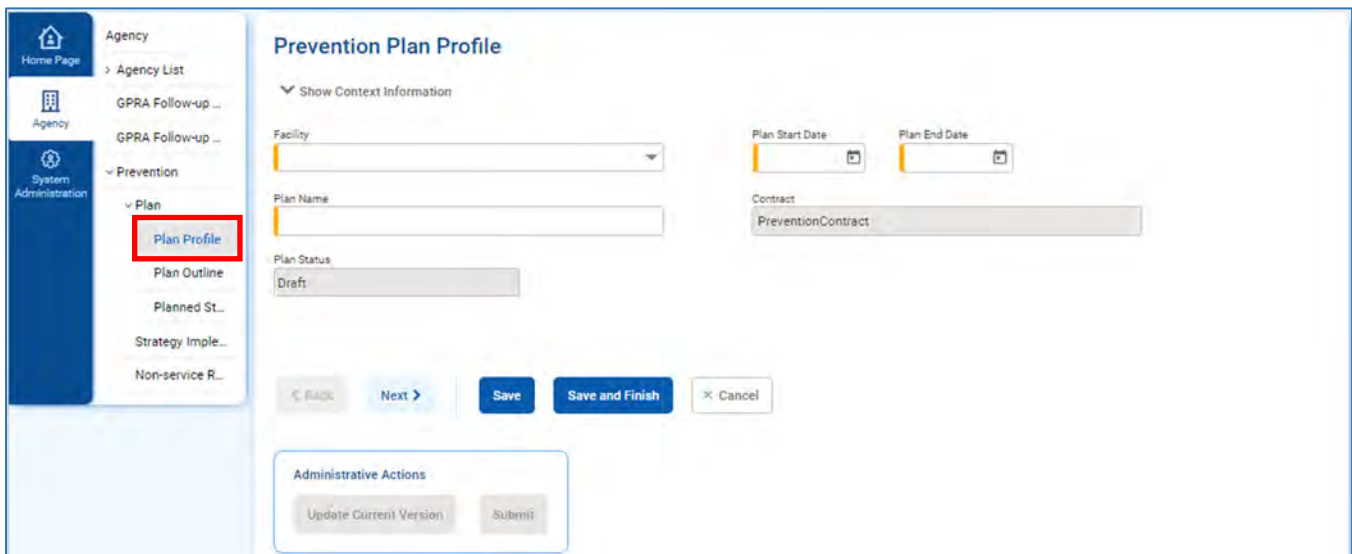 Home Page
Agency
System
Administration
Agency
Agency List
GPRA Follow-up ...
GPRA Follow-up ...
Prevention
Plan
Plan Profile
Plan Outline
Planned St...
Strategy Imple...
Non-service R...
Prevention Plan Profile
Show Context Information
Facility
Plan Start Date
Plan End Date
Plan Name
Contract
PreventionContract
Plan Status
Draft
Back
Next
Save
Save and Finish
× Cancel
Administrative Actions
Update Current Version
Submit